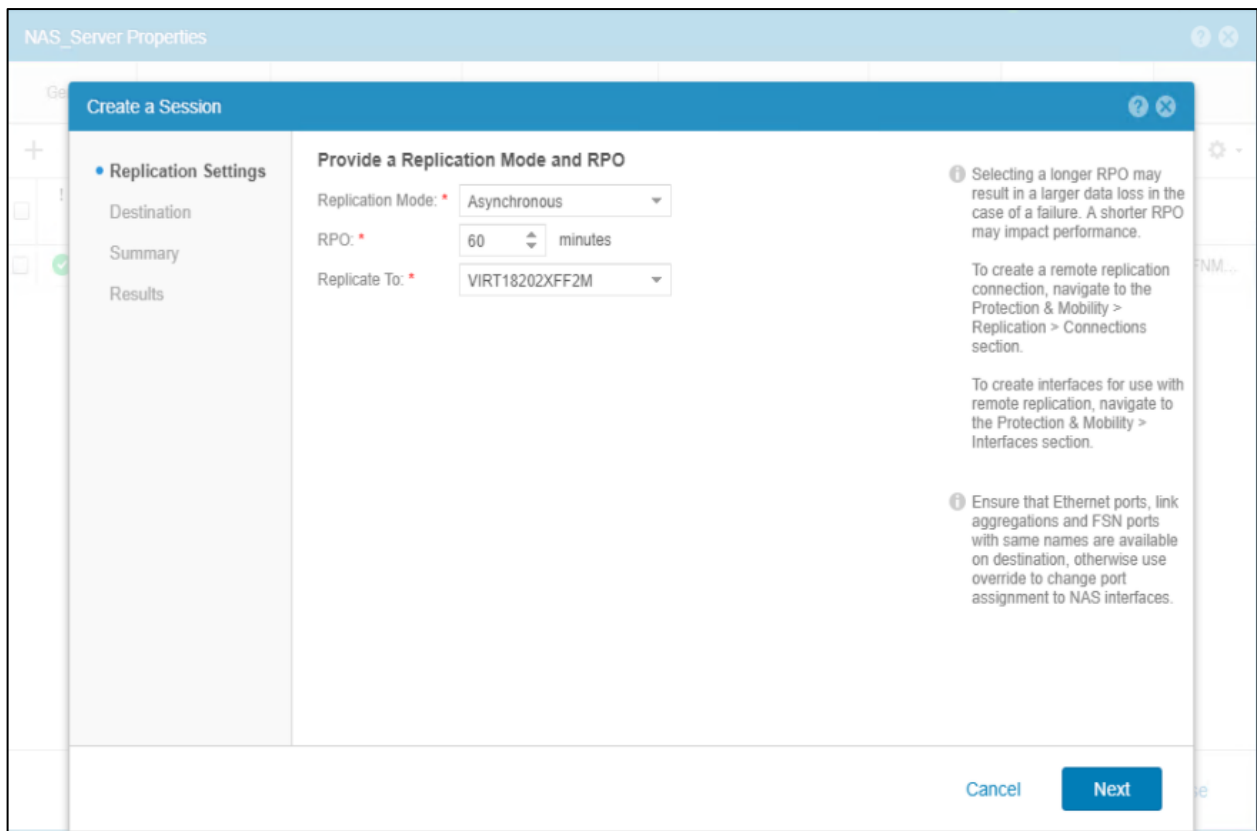 NAS_Server Properties
Ge
Create a Session
Replication Settings
Destination
Summary
Results
Provide a Replication Mode and RPO
Replication Mode: *
Asynchronous
RPO: *
60
minutes
Replicate To: *
VIRT18202XFF2M
Selecting a longer RPO may
result in a larger data loss in the
case of a failure. A shorter RPO
may impact performance.
To create a remote replication
connection, navigate to the
Protection & Mobility >
Replication > Connections
section.
To create interfaces for use with
remote replication, navigate to
the Protection & Mobility >
Interfaces section.
Ensure that Ethernet ports, link
aggregations and FSN ports
with same names are available
on destination, otherwise use
override to change port
assignment to NAS interfaces.
FNM...
Cancel
Next
se